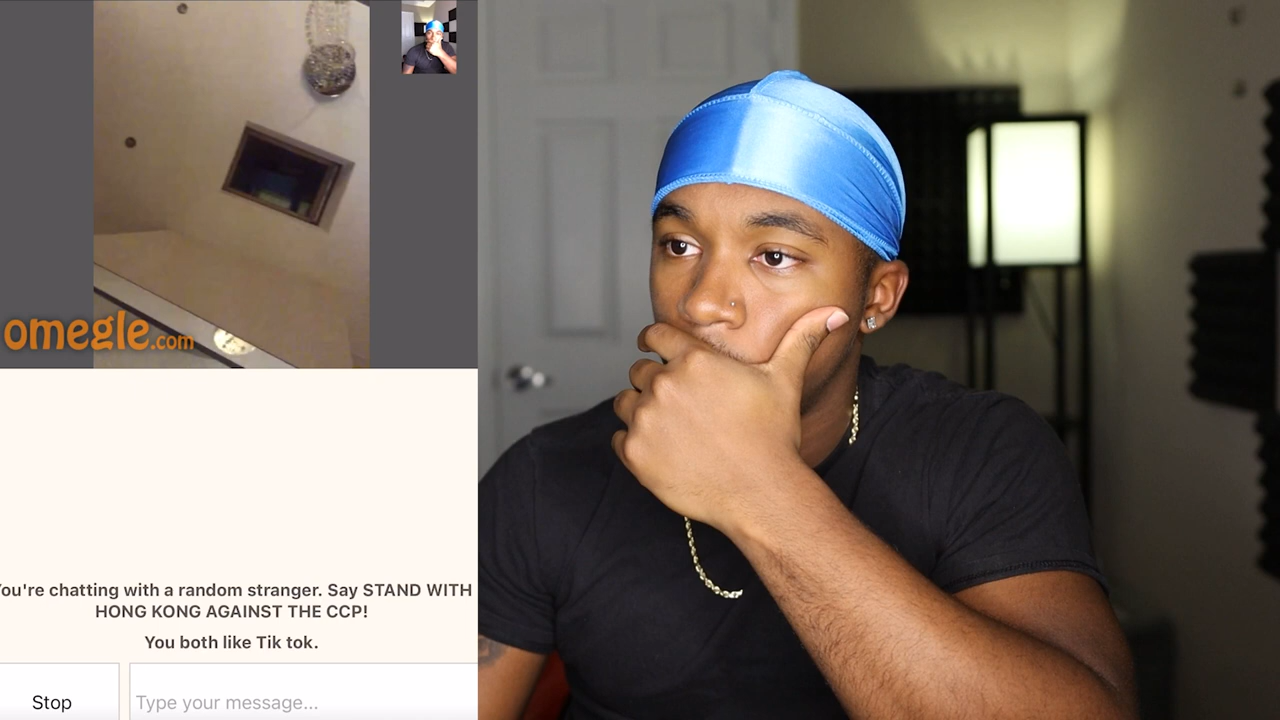 omegle.com
You're chatting with a random stranger. Say STAND WITH
HONG KONG AGAINST THE CCP!
You both like Tik tok.
Stop
Type your message...